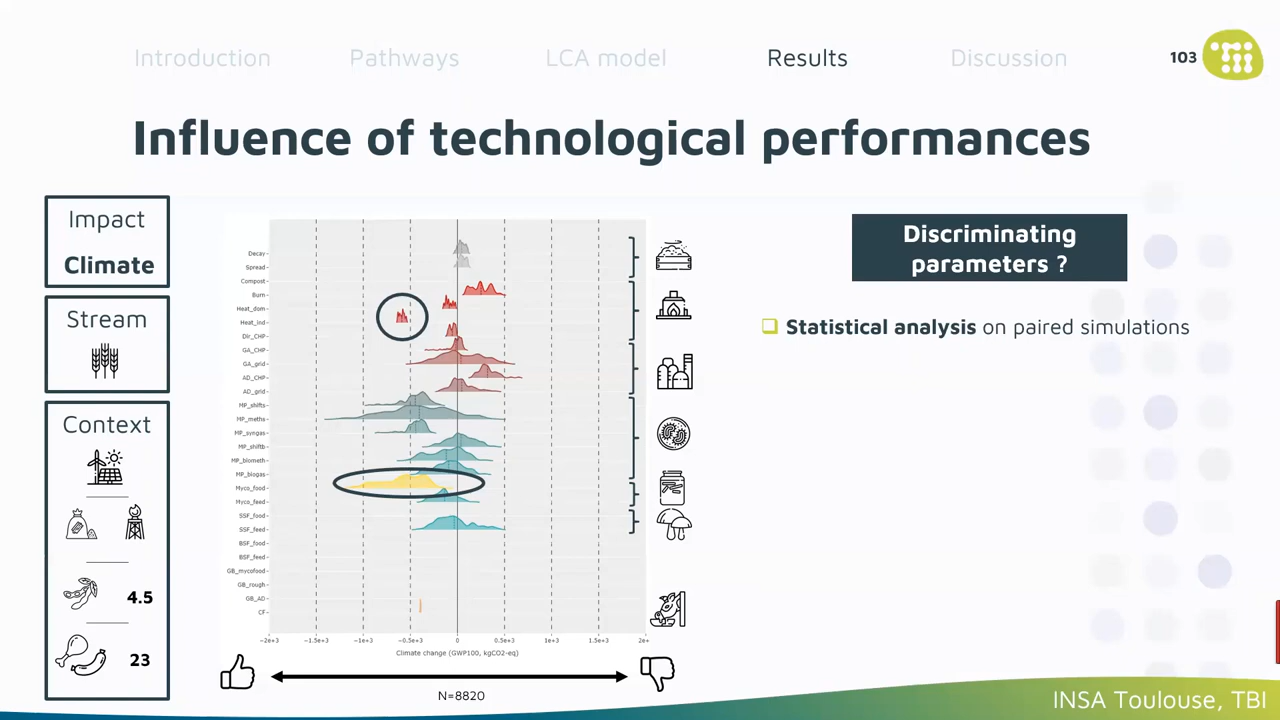 Introduction
Pathways
LCA model
Results
Discussion
103
Influence of technological performances
Impact
Climate
Stream
Context
4.5
23
Decay
Spread
Compost
Burn
Heat_dom
Heat_ind
Dir_CHP
GA_CHP
GA_grid
AD_CHP
AD_grid
MP_shifts
MP_meths
MP_syngas
MP_shiftb
MP_biometh
MP_biogas
Myco_food
Myco_feed
SSF_food
SSF_feed
BSF_food
BSF_feed
GB_mycofood
GB_rough
GB_AD
CF
−2e+3
−1.5e+3
−1e+3
−0.5e+3
0
0.5e+3
1e+3
1.5e+3
2e+
Climate change (GWP100, kgCO2-eq)
N=8820
Discriminating
parameters ?
Statistical analysis on paired simulations
INSA Toulouse, TBI